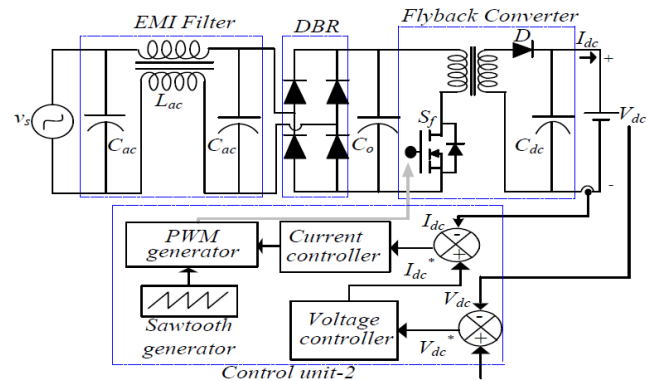 EMI Filter
DBR
Flyback Converter
D
I_dc
+
L_ac
v_s
C_ac
C_ac
C_o
S_f
C_dc
V_dc
-
PWM
generator
Current
controller
I_dc
-
+
I_dc*
Sawtooth
generator
Voltage
controller
V_dc
-
+
V_dc*
Control unit-2